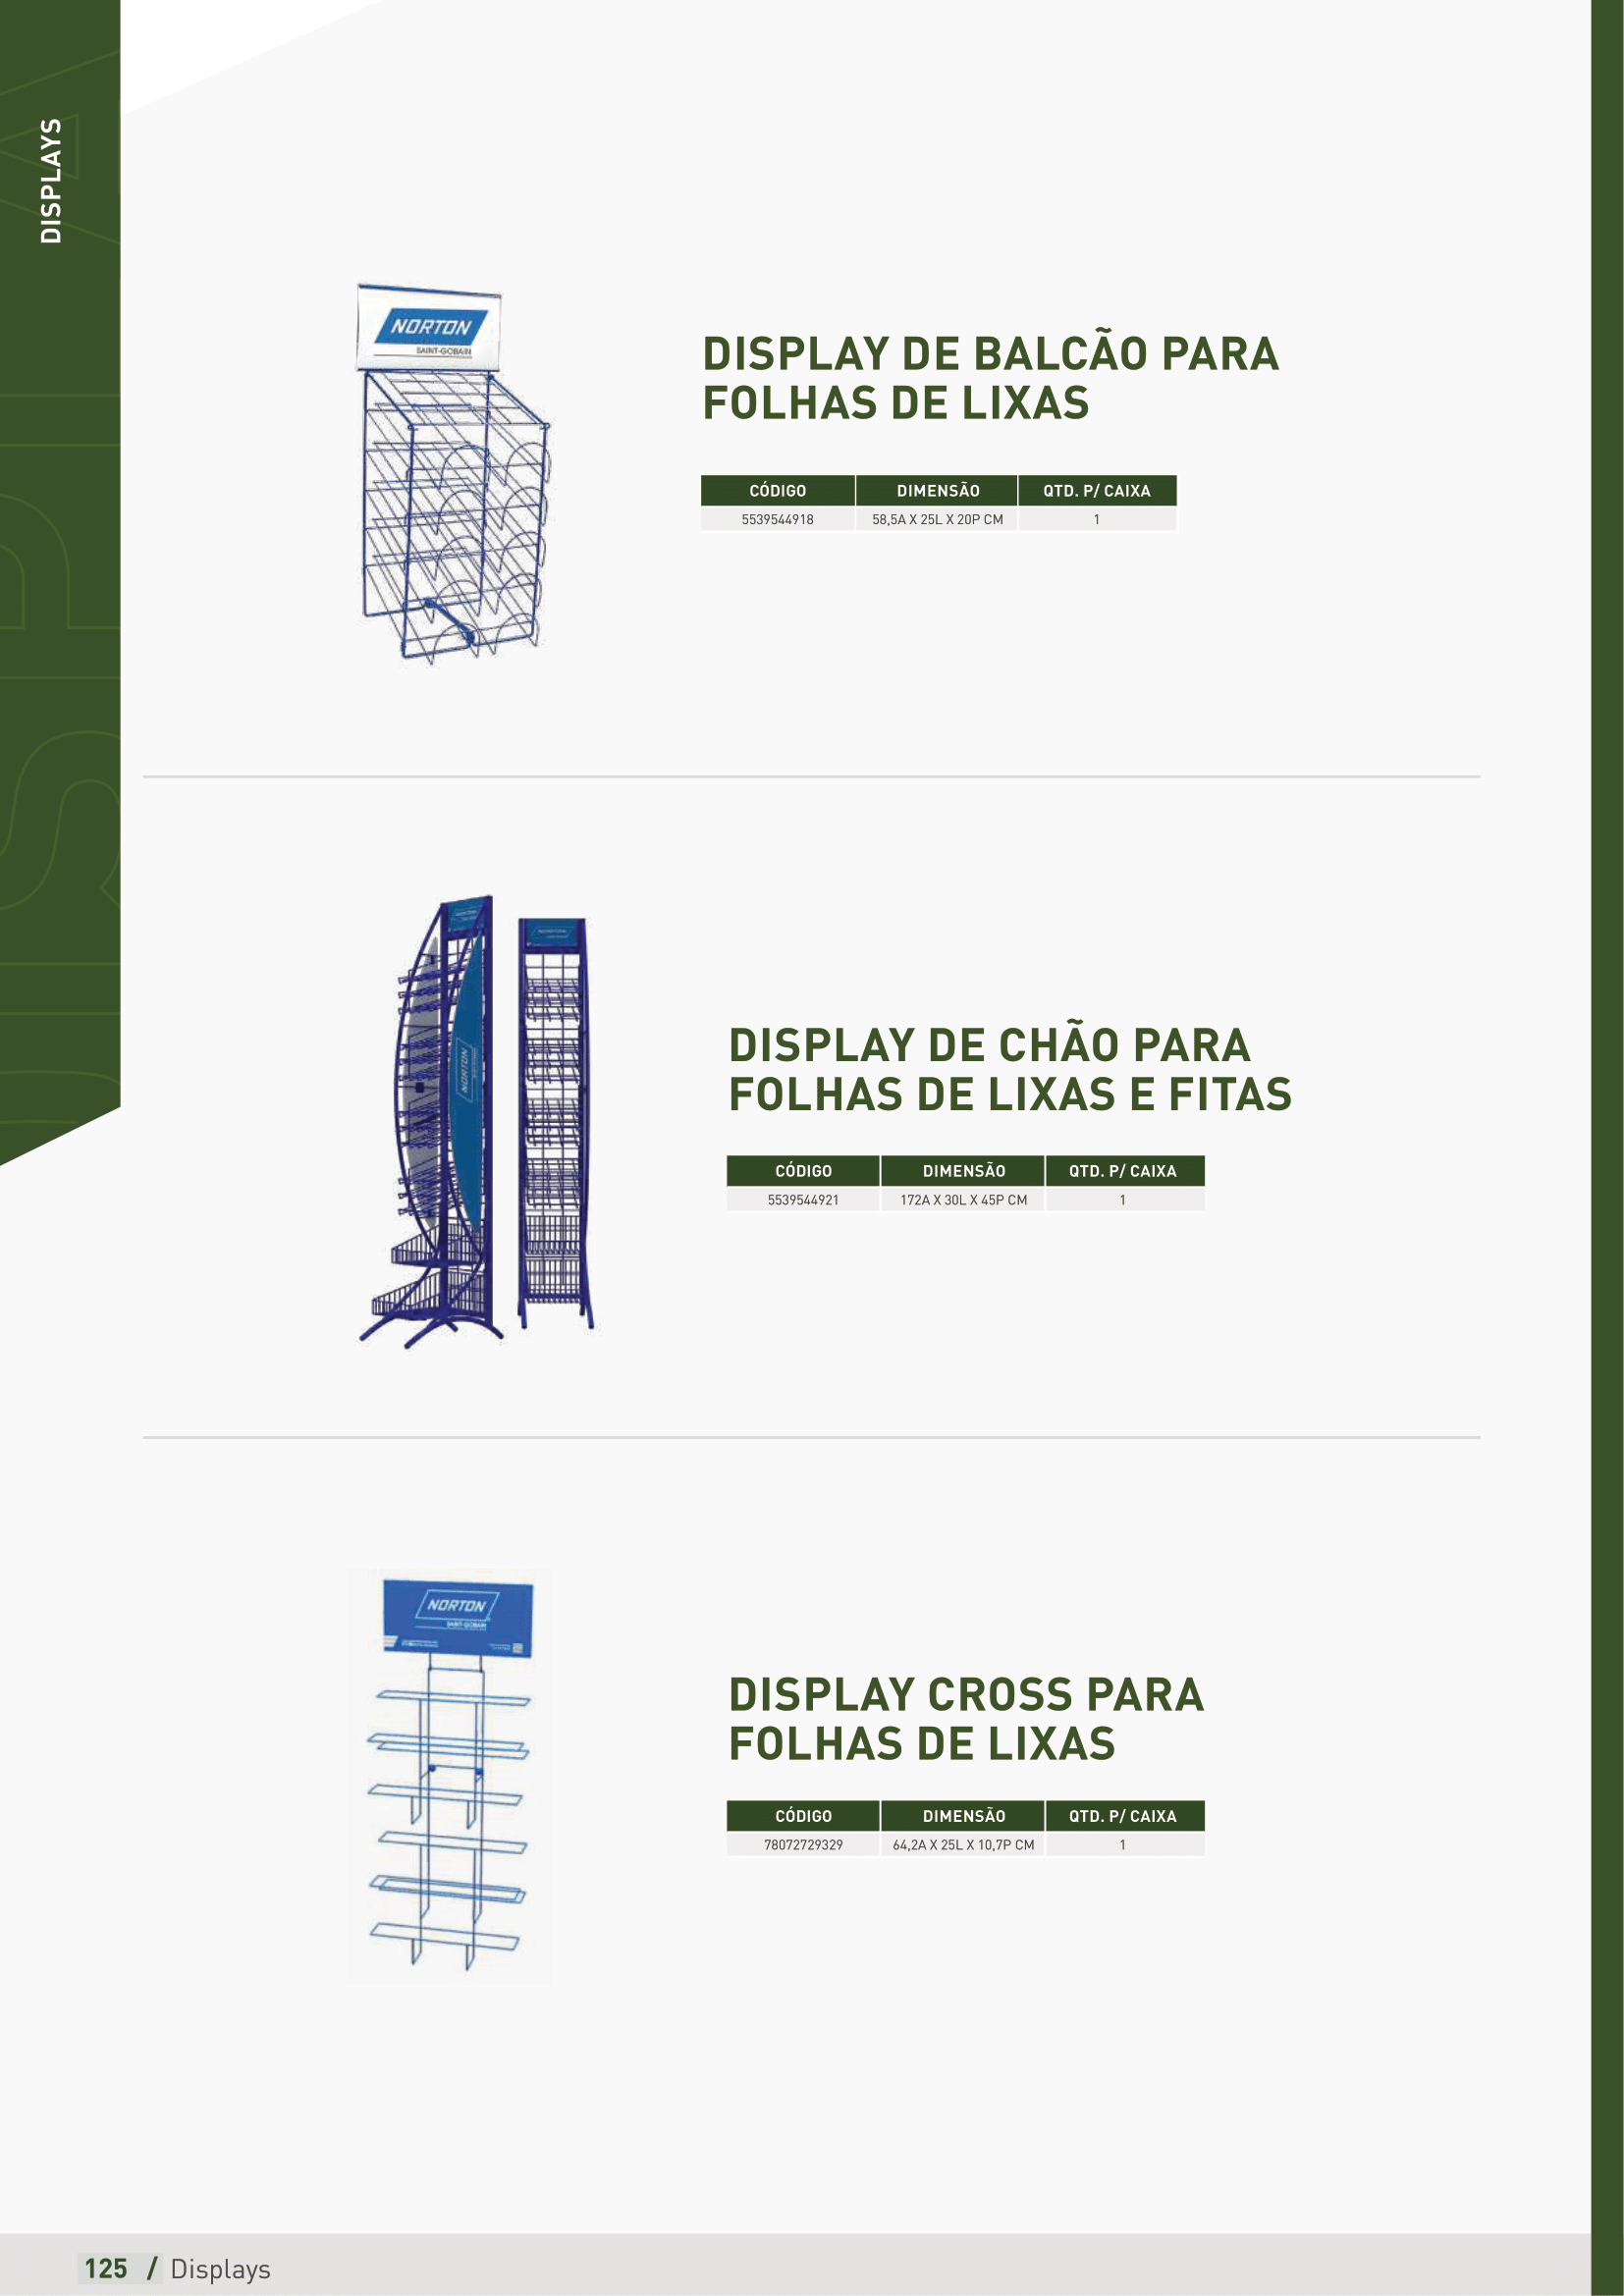 DISPLAYS
NORTON
SAINT-GOBAIN
DISPLAY DE BALCÃO PARA
FOLHAS DE LIXAS
CÓDIGO DIMENSÃO QTD. P/ CAIXA
5539544918 58,5A X 25L X 20P CM 1
NORTON
DISPLAY DE CHÃO PARA
FOLHAS DE LIXAS E FITAS
CÓDIGO DIMENSÃO QTD. P/ CAIXA
5539544921 172A X 30L X 45P CM 1
NORTON
SAINT-GOBAIN
DISPLAY CROSS PARA
FOLHAS DE LIXAS
CÓDIGO DIMENSÃO QTD. P/ CAIXA
78072729329 64,2A X 25L X 10,7P CM 1
125 / Displays